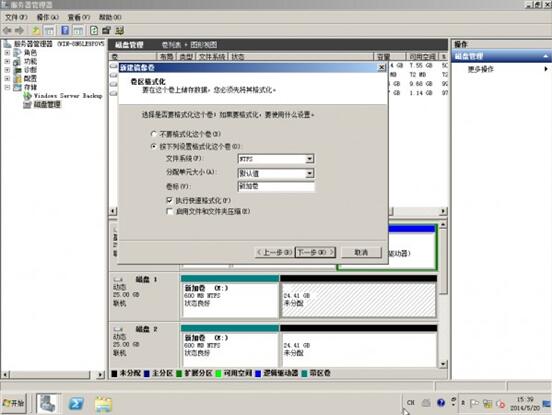 服务器管理器
文件(F) 操作(A) 查看(V) 帮助(H)
服务器管理器
角色
功能
诊断
配置
存储
Windows Server Backup
磁盘管理
磁盘管理 卷列表 + 图形视图
卷 布局 类型 文件系统 状态 容量 可用空间
新建镜像卷
卷区格式化
要在这个卷上储存数据，您必须先将其格式化。
选择是否要格式化这个卷；如果要格式化，要使用什么设置。
不要格式化这个卷(D)
按下列设置格式化这个卷(O):
文件系统(F): NTFS
分配单元大小(A): 默认值
卷标(V): 新加卷
执行快速格式化(P)
启用文件和文件夹压缩(E)
<上一步(B) 下一步(N)> 取消
7.55 GB
72 MB
9.68 GB
1.14 GB
操作
磁盘管理
更多操作
磁盘 1
动态
25.00 GB
联机
新加卷
600 MB NTFS
状态良好
24.41 GB
未分配
磁盘 2
动态
25.00 GB
联机
新加卷
600 MB NTFS
状态良好
24.41 GB
未分配
未分配 主分区 扩展分区 可用空间 逻辑驱动器 带区卷
开始
CH
15:39
2014/5/20